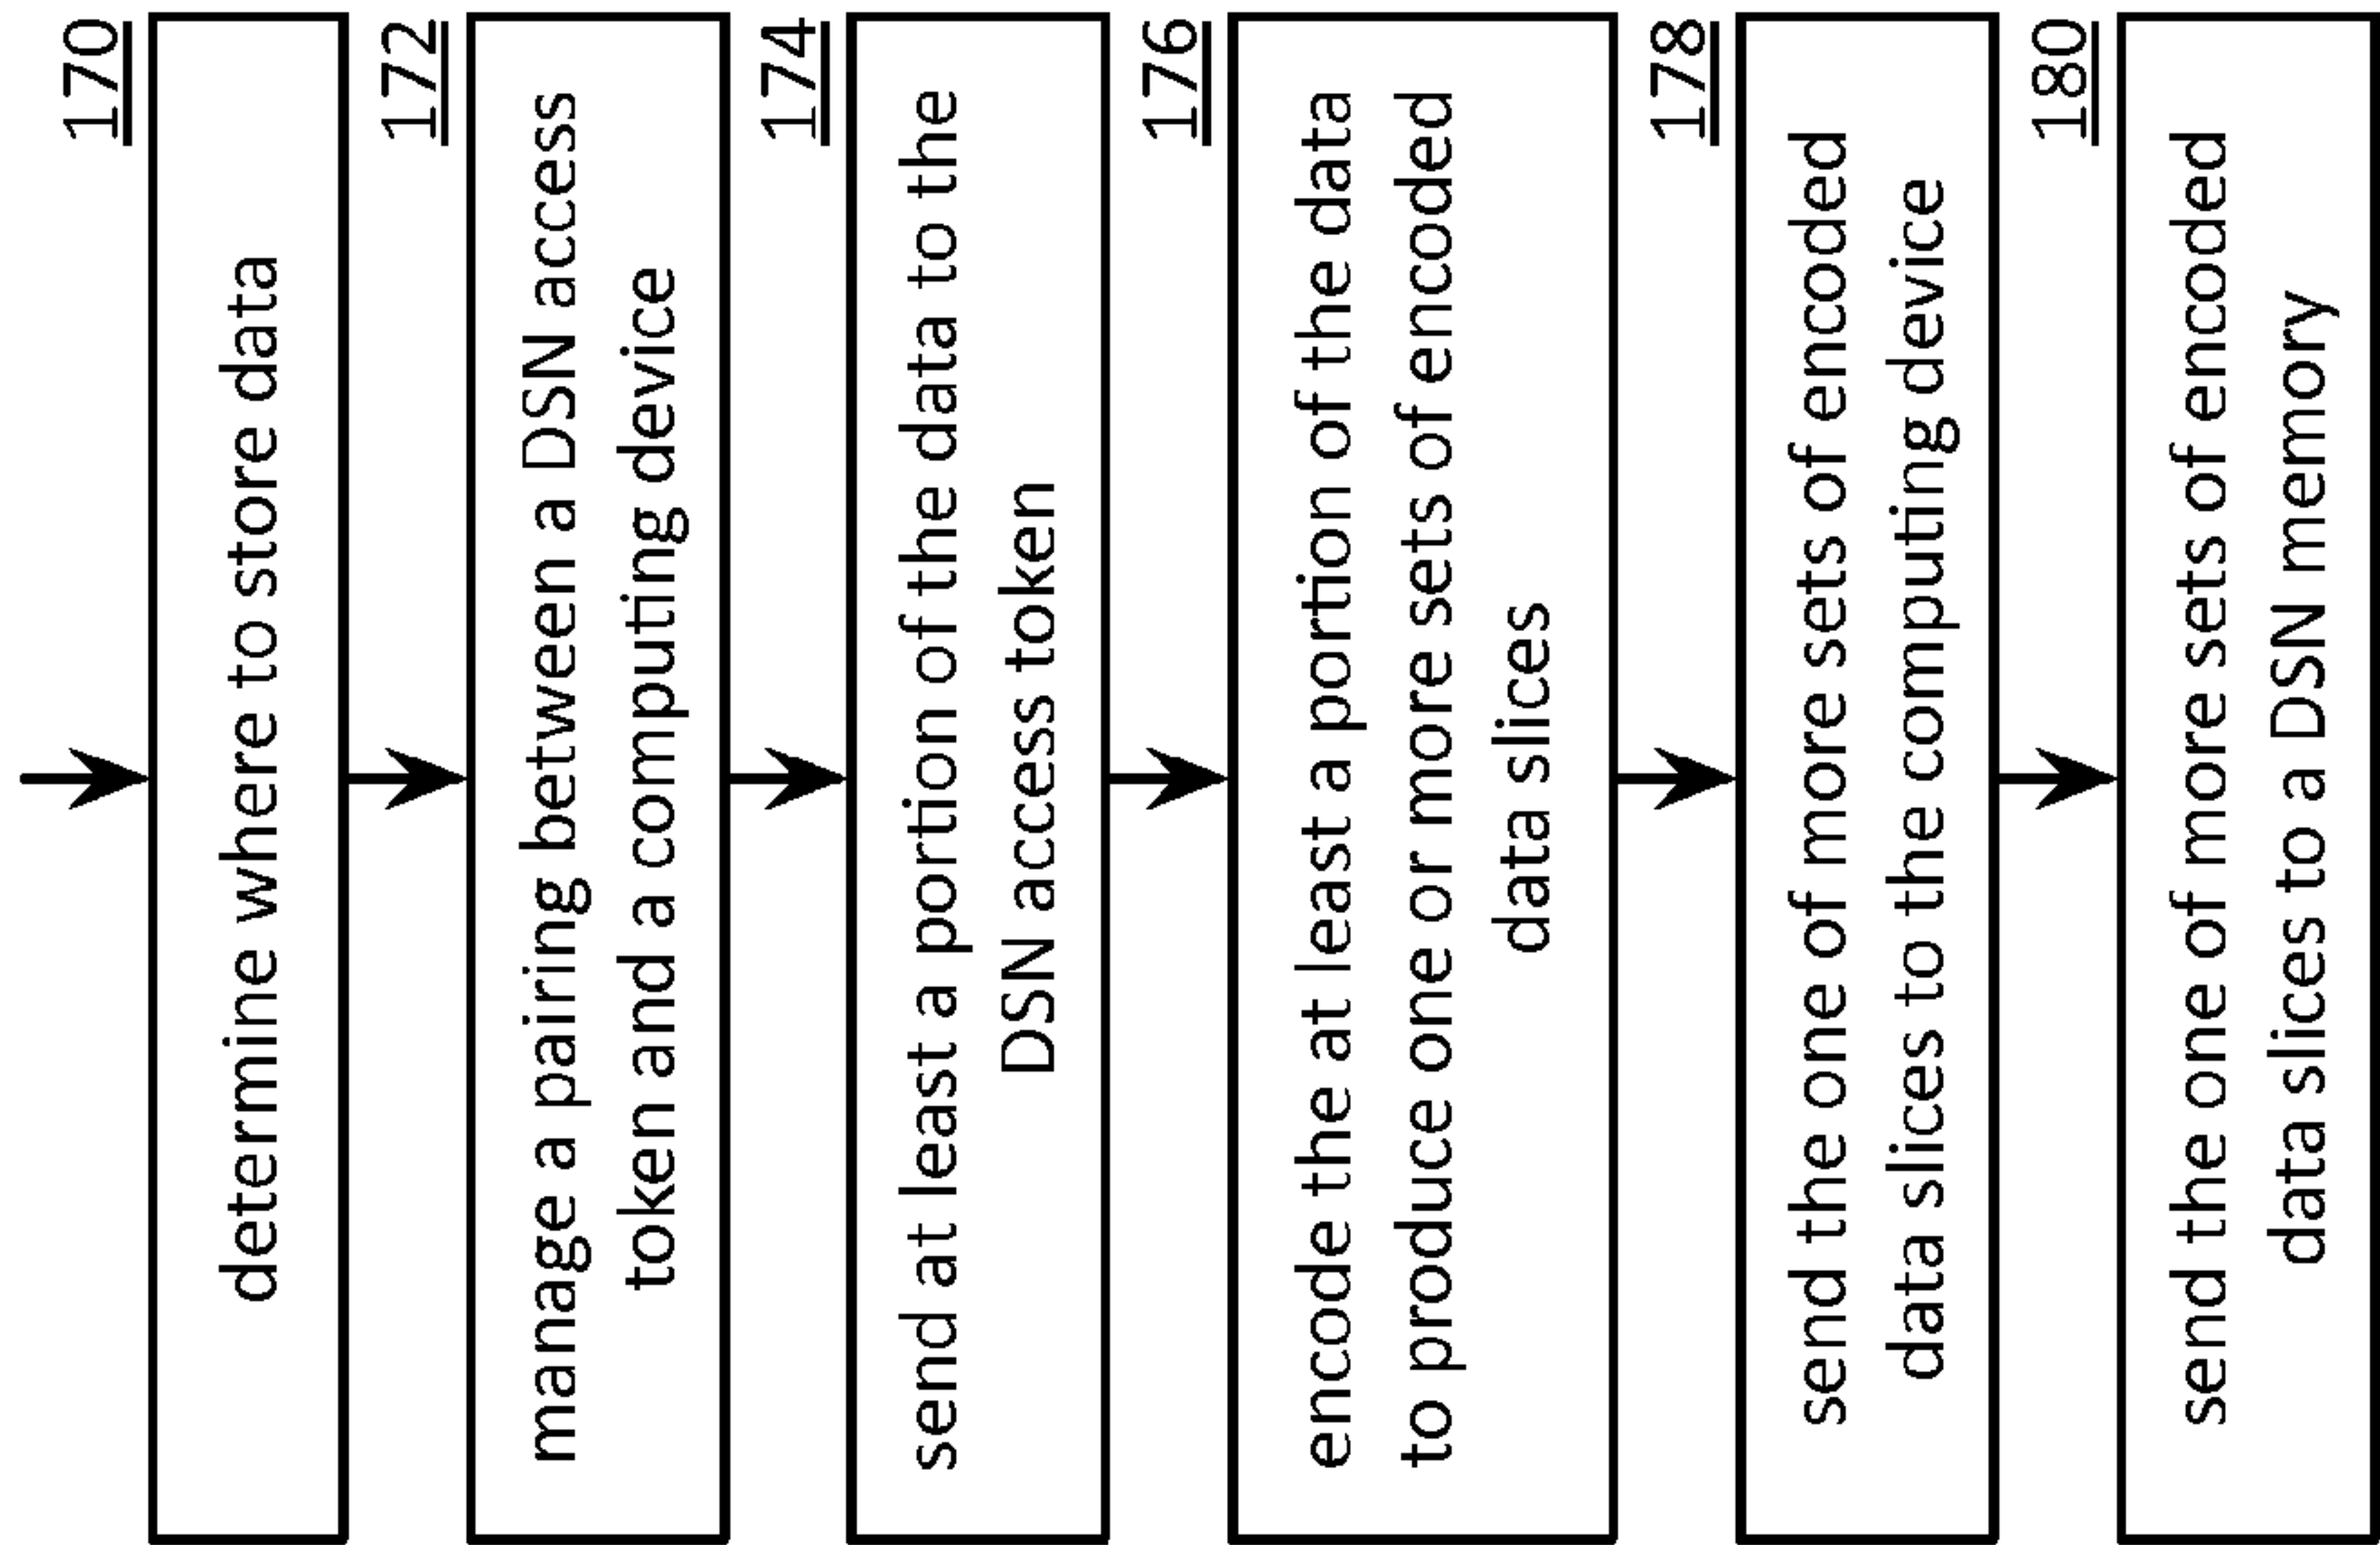 170
determine where to store data
172
manage a pairing between a DSN access
token and a computing device
174
send at least a portion of the data to the
DSN access token
176
encode the at least a portion of the data
to produce one or more sets of encoded
data slices
178
send the one of more sets of encoded
data slices to the computing device
180
send the one of more sets of encoded
data slices to a DSN memory